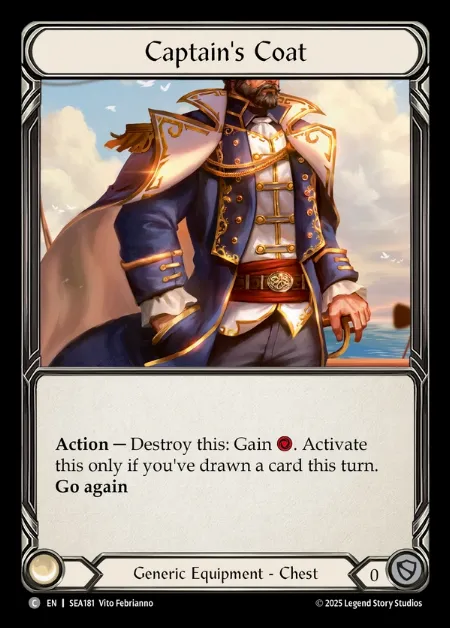 Captain's Coat
Action — Destroy this: Gain . Activate
this only if you've drawn a card this turn.
Go again
Generic Equipment - Chest 0
C EN | SEA181 Vito Febrianno © 2025 Legend Story Studios